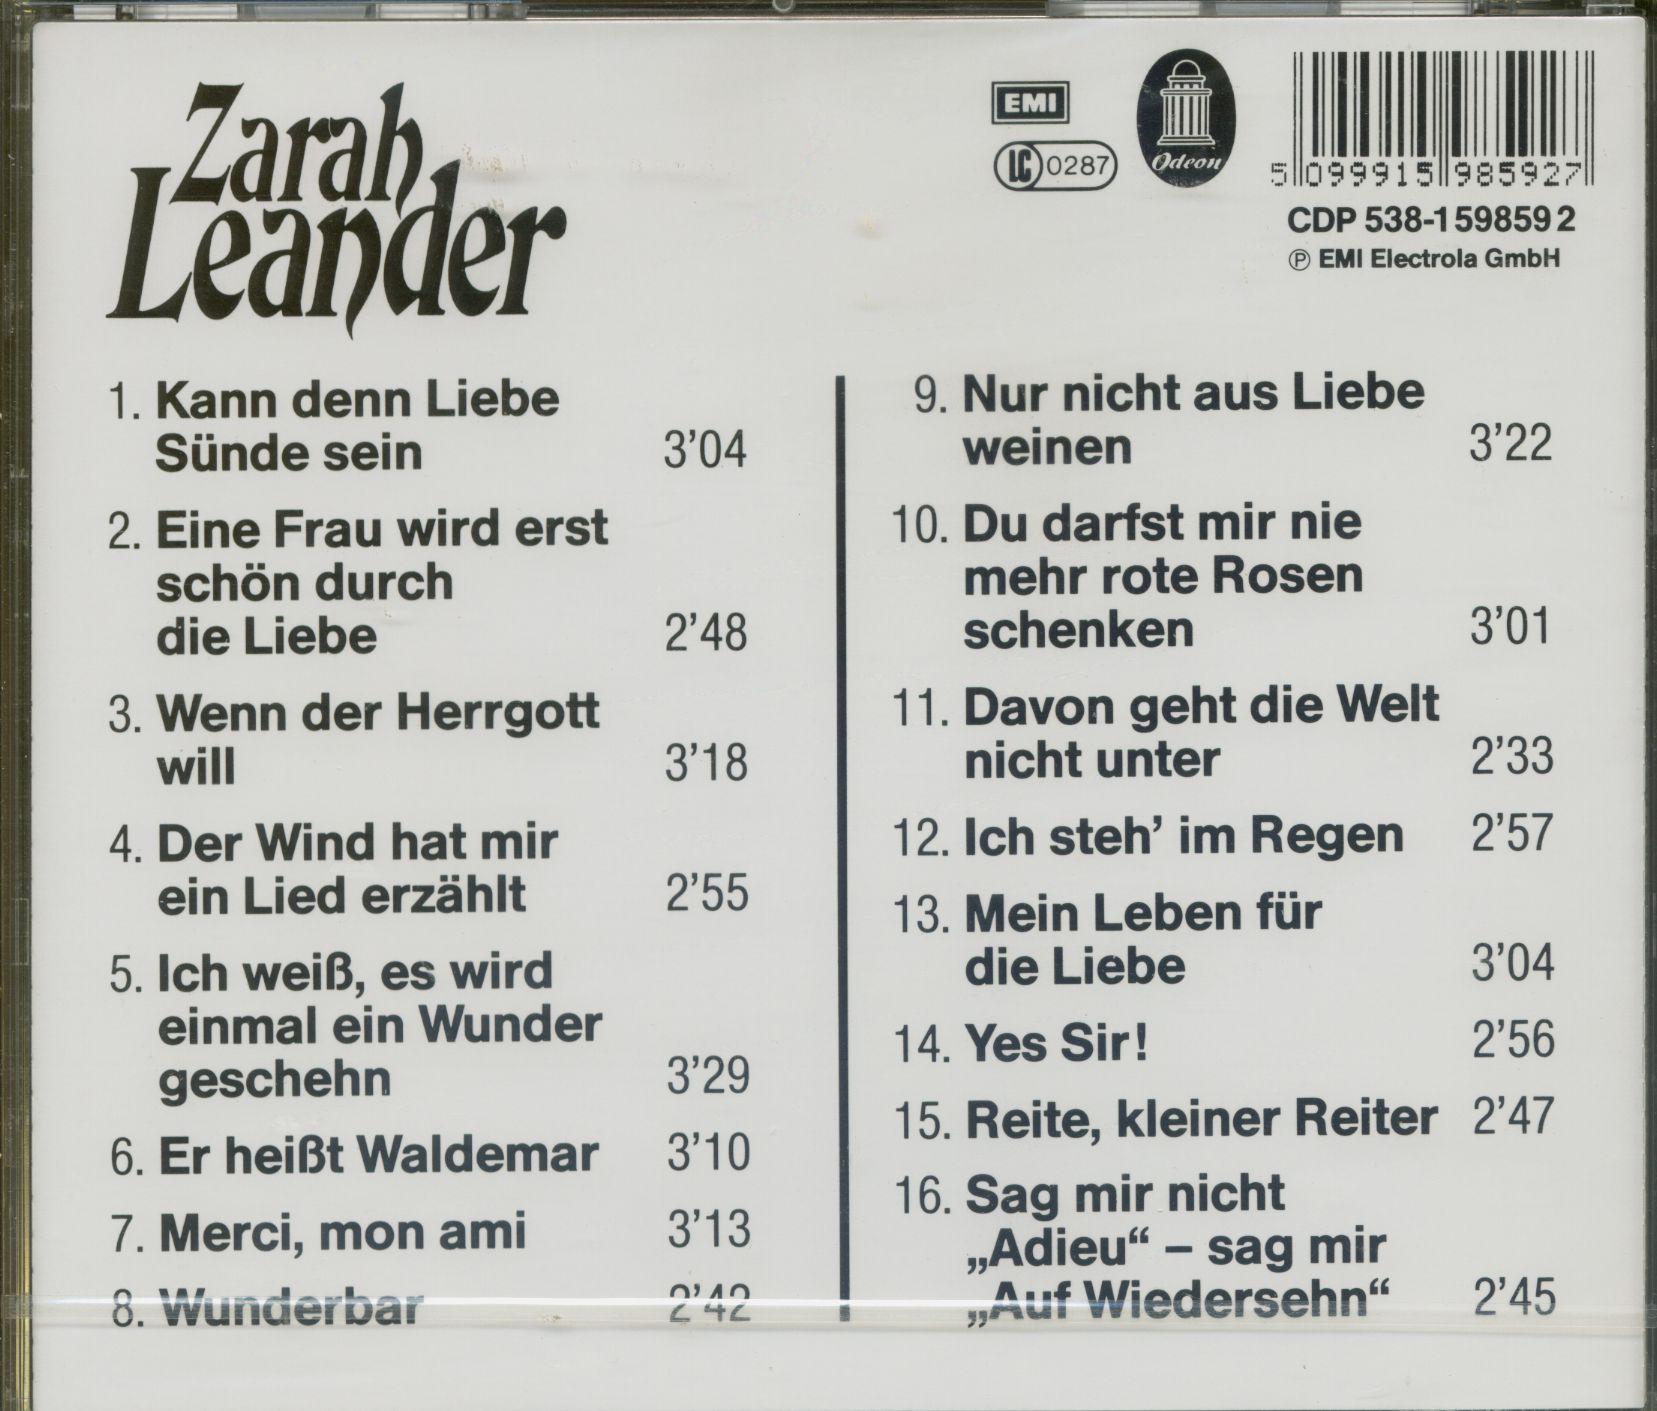 Zarah
Leander
EMI
LC 0287
Odeon
5 099915 985927
CDP 538-1 59859 2
Ⓟ EMI Electrola GmbH
1. Kann denn Liebe
Sünde sein 3’04
2. Eine Frau wird erst
schön durch
die Liebe 2’48
3. Wenn der Herrgott
will 3’18
4. Der Wind hat mir
ein Lied erzählt 2’55
5. Ich weiß, es wird
einmal ein Wunder
geschehn 3’29
6. Er heißt Waldemar 3’10
7. Merci, mon ami 3’13
8. Wunderbar 2’42
9. Nur nicht aus Liebe
weinen 3’22
10. Du darfst mir nie
mehr rote Rosen
schenken 3’01
11. Davon geht die Welt
nicht unter 2’33
12. Ich steh’ im Regen 2’57
13. Mein Leben für
die Liebe 3’04
14. Yes Sir! 2’56
15. Reite, kleiner Reiter 2’47
16. Sag mir nicht
„Adieu“ – sag mir
„Auf Wiedersehn“ 2’45